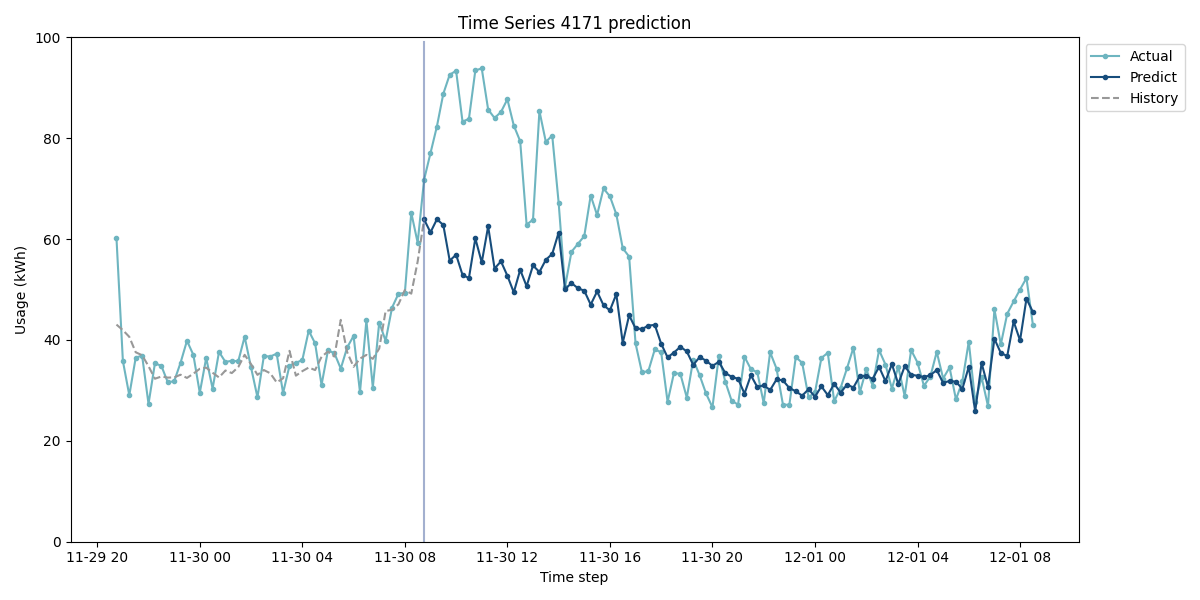 Time Series 4171 prediction
100
80
60
40
20
0
Usage (kWh)
11-29 20
11-30 00
11-30 04
11-30 08
11-30 12
11-30 16
11-30 20
12-01 00
12-01 04
12-01 08
Time step
Actual
Predict
History